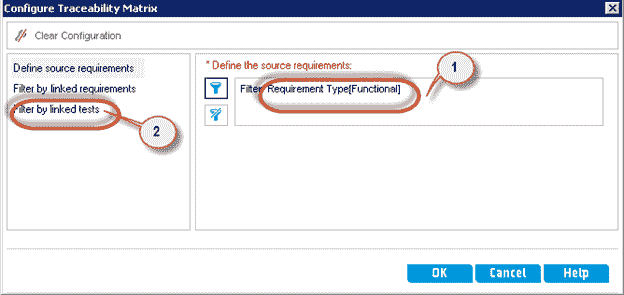 Configure Traceability Matrix
Clear Configuration
Define source requirements
Filter by linked requirements
Filter by linked tests
2
* Define the source requirements:
1
Filter: Requirement Type[Functional]
OK Cancel Help